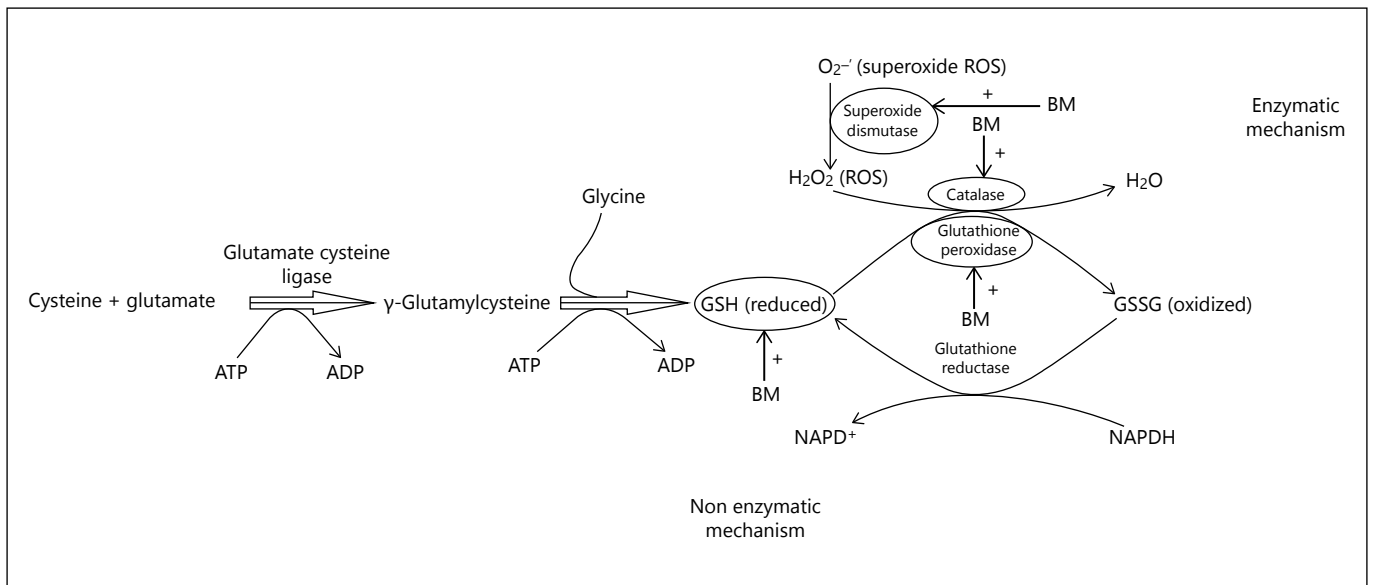 O₂⁻′ (superoxide ROS)
+
BM
Superoxide
dismutase
BM
+
Enzymatic
mechanism
H₂O₂ (ROS)
Catalase
H₂O
Glycine
Glutathione
peroxidase
Glutamate cysteine
ligase
Cysteine + glutamate
γ-Glutamylcysteine
GSH (reduced)
+
GSSG (oxidized)
BM
Glutathione
reductase
+
ATP
ADP
ATP
ADP
BM
NAPD⁺
NAPDH
Non enzymatic
mechanism